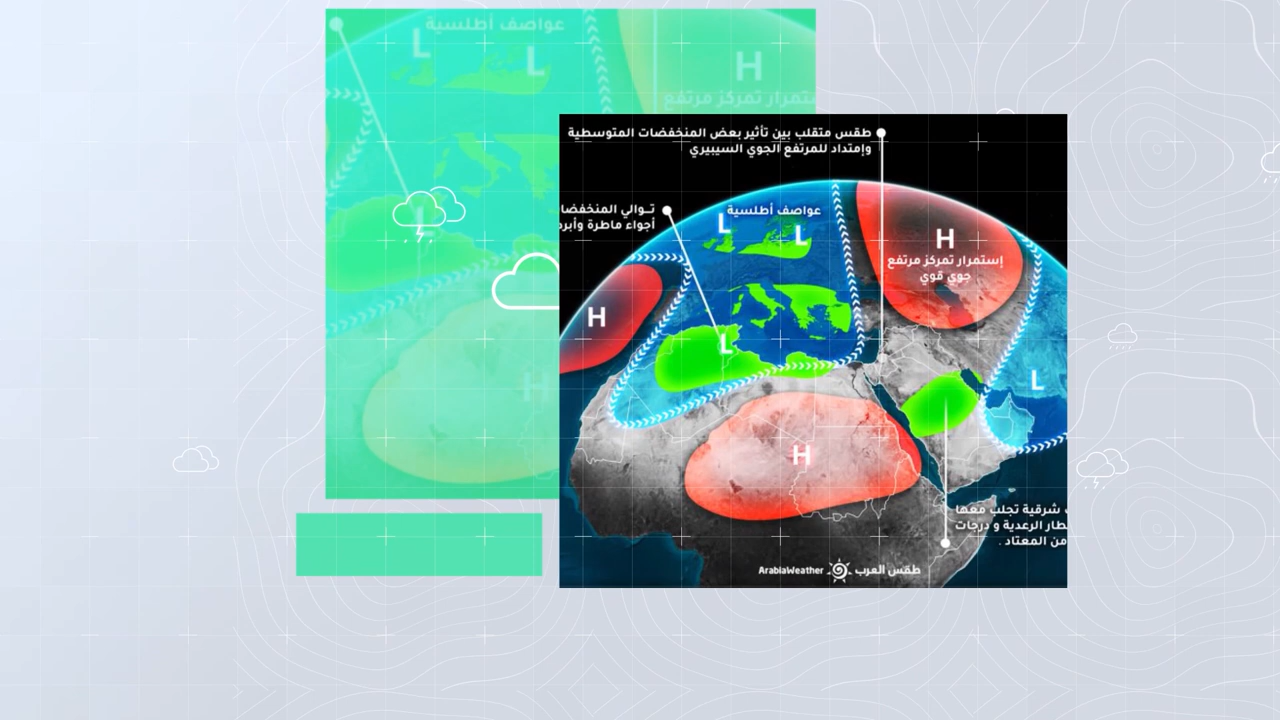 عواصف أطلسية
L
L
H
إستمرار تمركز مرتفع
L
H
طقس متقلب بين تأثير بعض المنخفضات المتوسطية
وإمتداد للمرتفع الجوي السيبيري
تـوالي المنخفضا
أجواء ماطرة وأبر
عواصف أطلسية
L
L
H
إستمرار تمركز مرتفع
جوي قوي
H
L
L
H
شرقية تجلب معها
طار الرعدية و درجات
من المعتاد .
ArabiaWeather طقس العرب